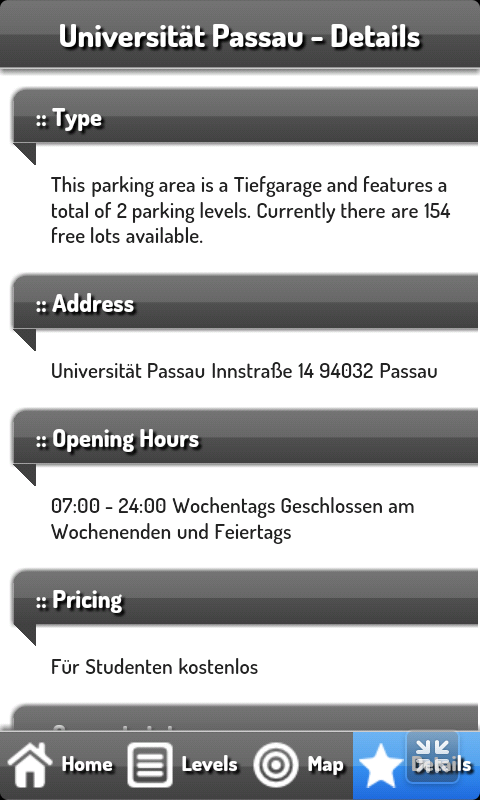 Universität Passau - Details
:: Type
This parking area is a Tiefgarage and features a
total of 2 parking levels. Currently there are 154
free lots available.
:: Address
Universität Passau Innstraße 14 94032 Passau
:: Opening Hours
07:00 - 24:00 Wochentags Geschlossen am
Wochenenden und Feiertags
:: Pricing
Für Studenten kostenlos
Home Levels Map Details